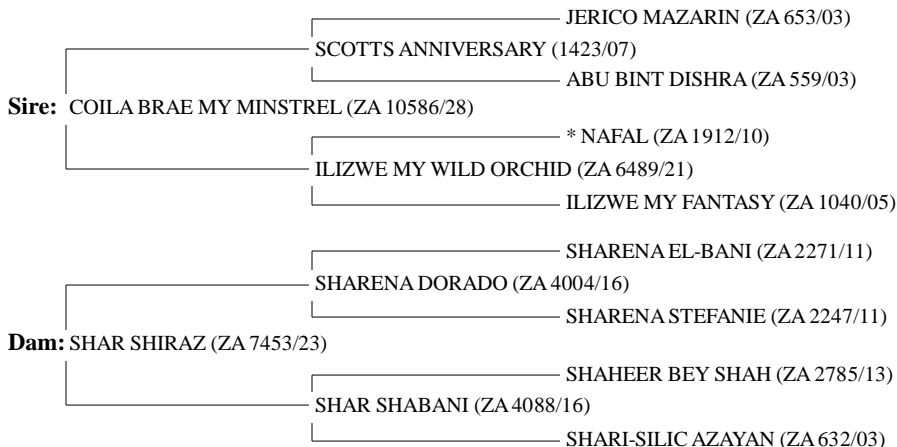 JERICO MAZARIN (ZA 653/03)
SCOTTS ANNIVERSARY (1423/07)
ABU BINT DISHRA (ZA 559/03)
Sire: COILA BRAE MY MINSTREL (ZA 10586/28)
* NAFAL (ZA 1912/10)
ILIZWE MY WILD ORCHID (ZA 6489/21)
ILIZWE MY FANTASY (ZA 1040/05)
SHARENA EL-BANI (ZA 2271/11)
SHARENA DORADO (ZA 4004/16)
SHARENA STEFANIE (ZA 2247/11)
Dam: SHAR SHIRAZ (ZA 7453/23)
SHAHEER BEY SHAH (ZA 2785/13)
SHAR SHABANI (ZA 4088/16)
SHARI-SILIC AZAYAN (ZA 632/03)